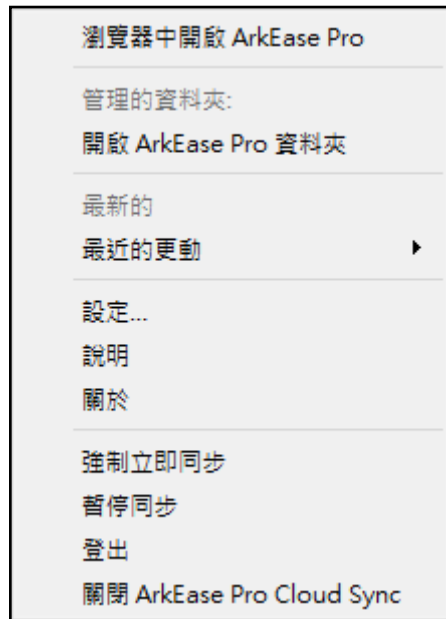 瀏覽器中開啟 ArkEase Pro
管理的資料夾:
開啟 ArkEase Pro 資料夾
最新的
最近的更動
設定...
說明
關於
強制立即同步
暫停同步
登出
關閉 ArkEase Pro Cloud Sync